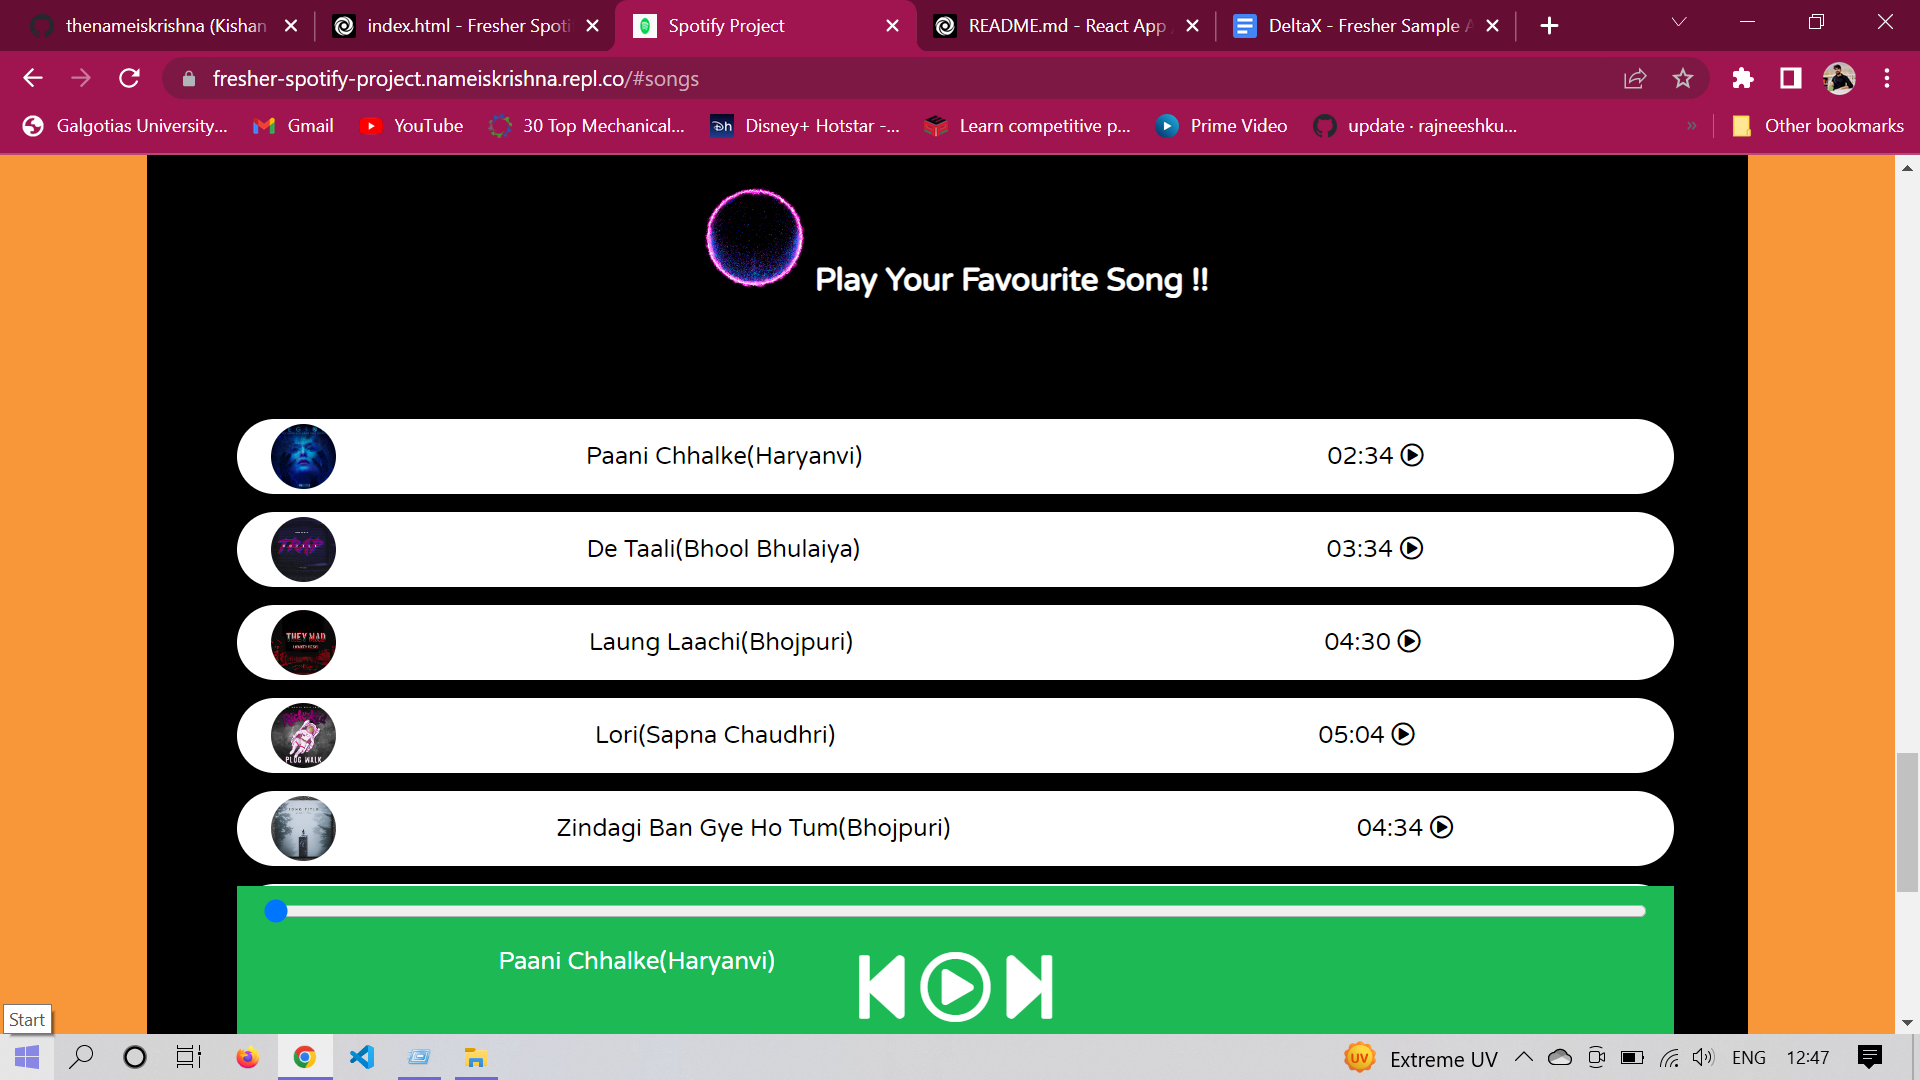 thenameiskrishna (Kishan
index.html - Fresher Spoti
Spotify Project
README.md - React App
DeltaX - Fresher Sample A
fresher-spotify-project.nameiskrishna.repl.co/#songs
Galgotias University...
Gmail
YouTube
30 Top Mechanical...
Disney+ Hotstar -...
Learn competitive p...
Prime Video
update · rajneeshku...
»
Other bookmarks
Play Your Favourite Song !!
Paani Chhalke(Haryanvi)
02:34
De Taali(Bhool Bhulaiya)
03:34
THEY MAD
Laung Laachi(Bhojpuri)
04:30
PLUG WALK
Lori(Sapna Chaudhri)
05:04
Zindagi Ban Gye Ho Tum(Bhojpuri)
04:34
Paani Chhalke(Haryanvi)
Start
UV
Extreme UV
ENG
12:47